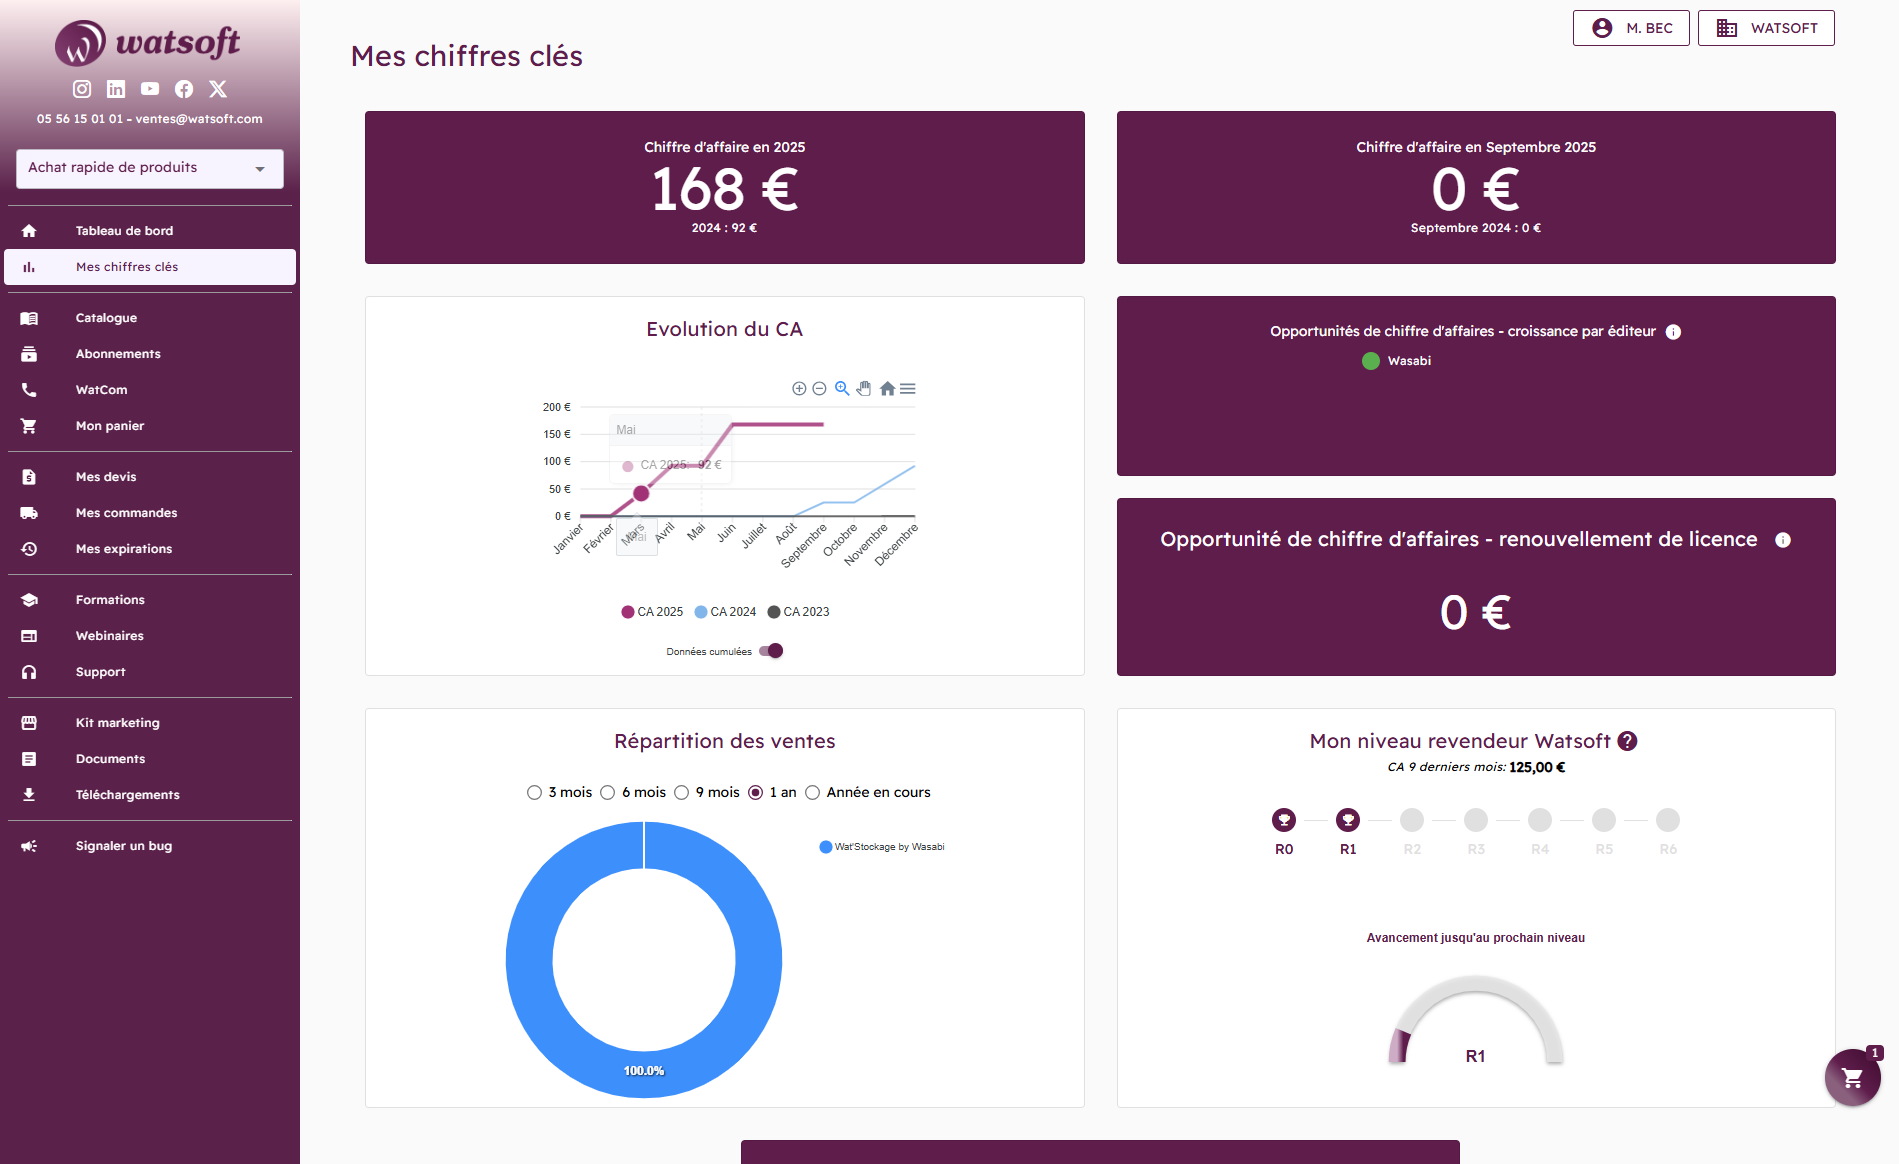 watsoft
05 56 15 01 01 - ventes@watsoft.com
Achat rapide de produits
Tableau de bord
Mes chiffres clés
Catalogue
Abonnements
WatCom
Mon panier
Mes devis
Mes commandes
Mes expirations
Formations
Webinaires
Support
Kit marketing
Documents
Téléchargements
Signaler un bug
M. BEC
WATSOFT
Mes chiffres clés
Chiffre d'affaire en 2025
168 €
2024 : 92 €
Chiffre d'affaire en Septembre 2025
0 €
Septembre 2024 : 0 €
Evolution du CA
200 €
150 €
100 €
50 €
0 €
Mai
CA 2025: 92 €
Janvier
Février
Mars
Mai
Avril
Mai
Juin
Juillet
Août
Septembre
Octobre
Novembre
Décembre
CA 2025 CA 2024 CA 2023
Données cumulées
Opportunités de chiffre d'affaires - croissance par éditeur
Wasabi
Opportunité de chiffre d'affaires - renouvellement de licence
0 €
Répartition des ventes
3 mois 6 mois 9 mois 1 an Année en cours
Wat'Stockage by Wasabi
100.0%
Mon niveau revendeur Watsoft ?
CA 9 derniers mois: 125,00 €
R0 R1 R2 R3 R4 R5 R6
Avancement jusqu'au prochain niveau
R1
1